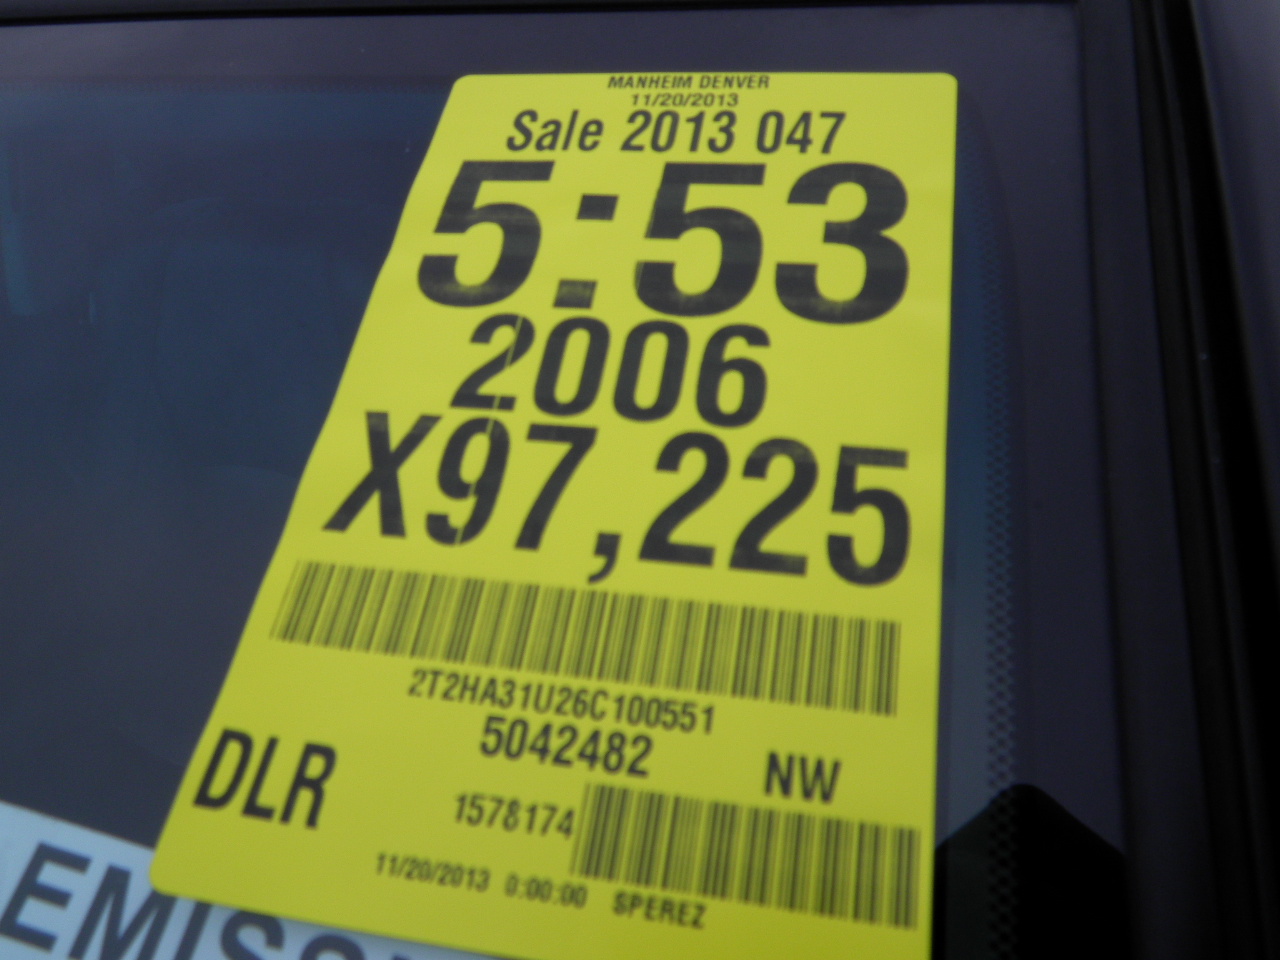 MANHEIM DENVER
11/20/2013
Sale 2013 047
5:53
2006
X97,225
2T2HA31U26C100551
5042482
DLR
NW
1578174
11/20/2013 0:00:00 SPEREZ
EMISSI